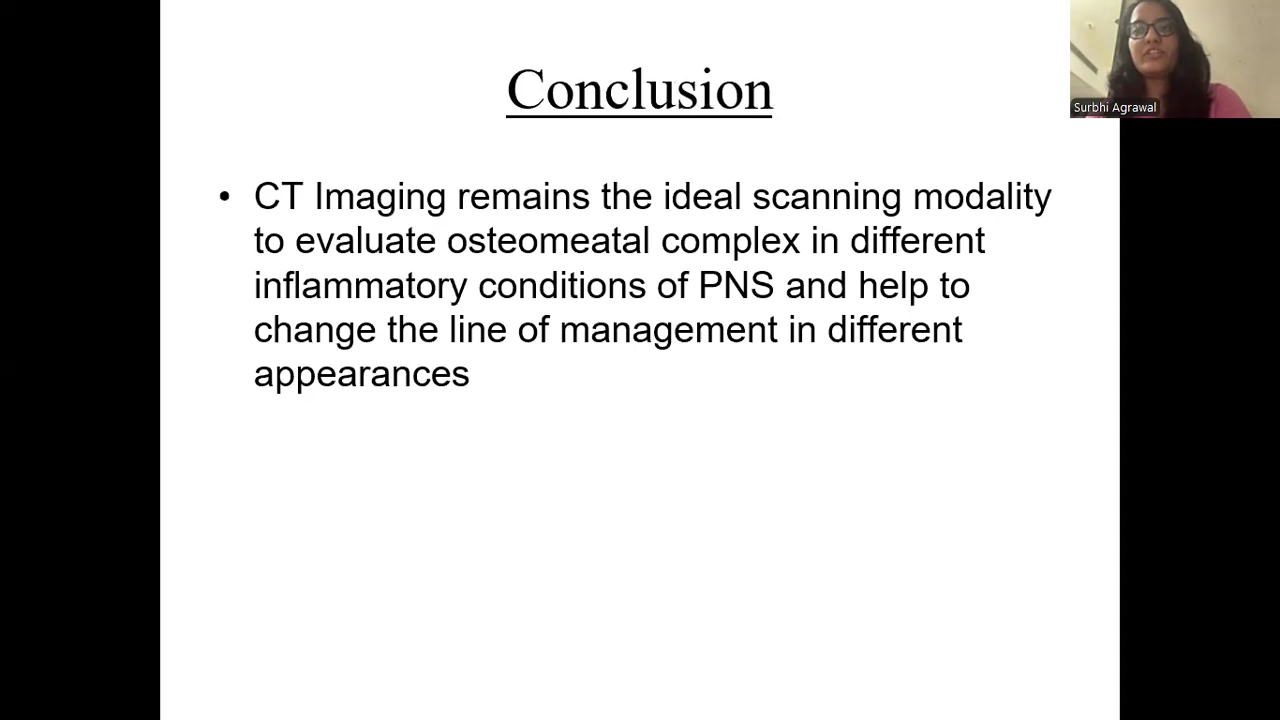 Conclusion
Surbhi Agrawal
• CT Imaging remains the ideal scanning modality
to evaluate osteomeatal complex in different
inflammatory conditions of PNS and help to
change the line of management in different
appearances